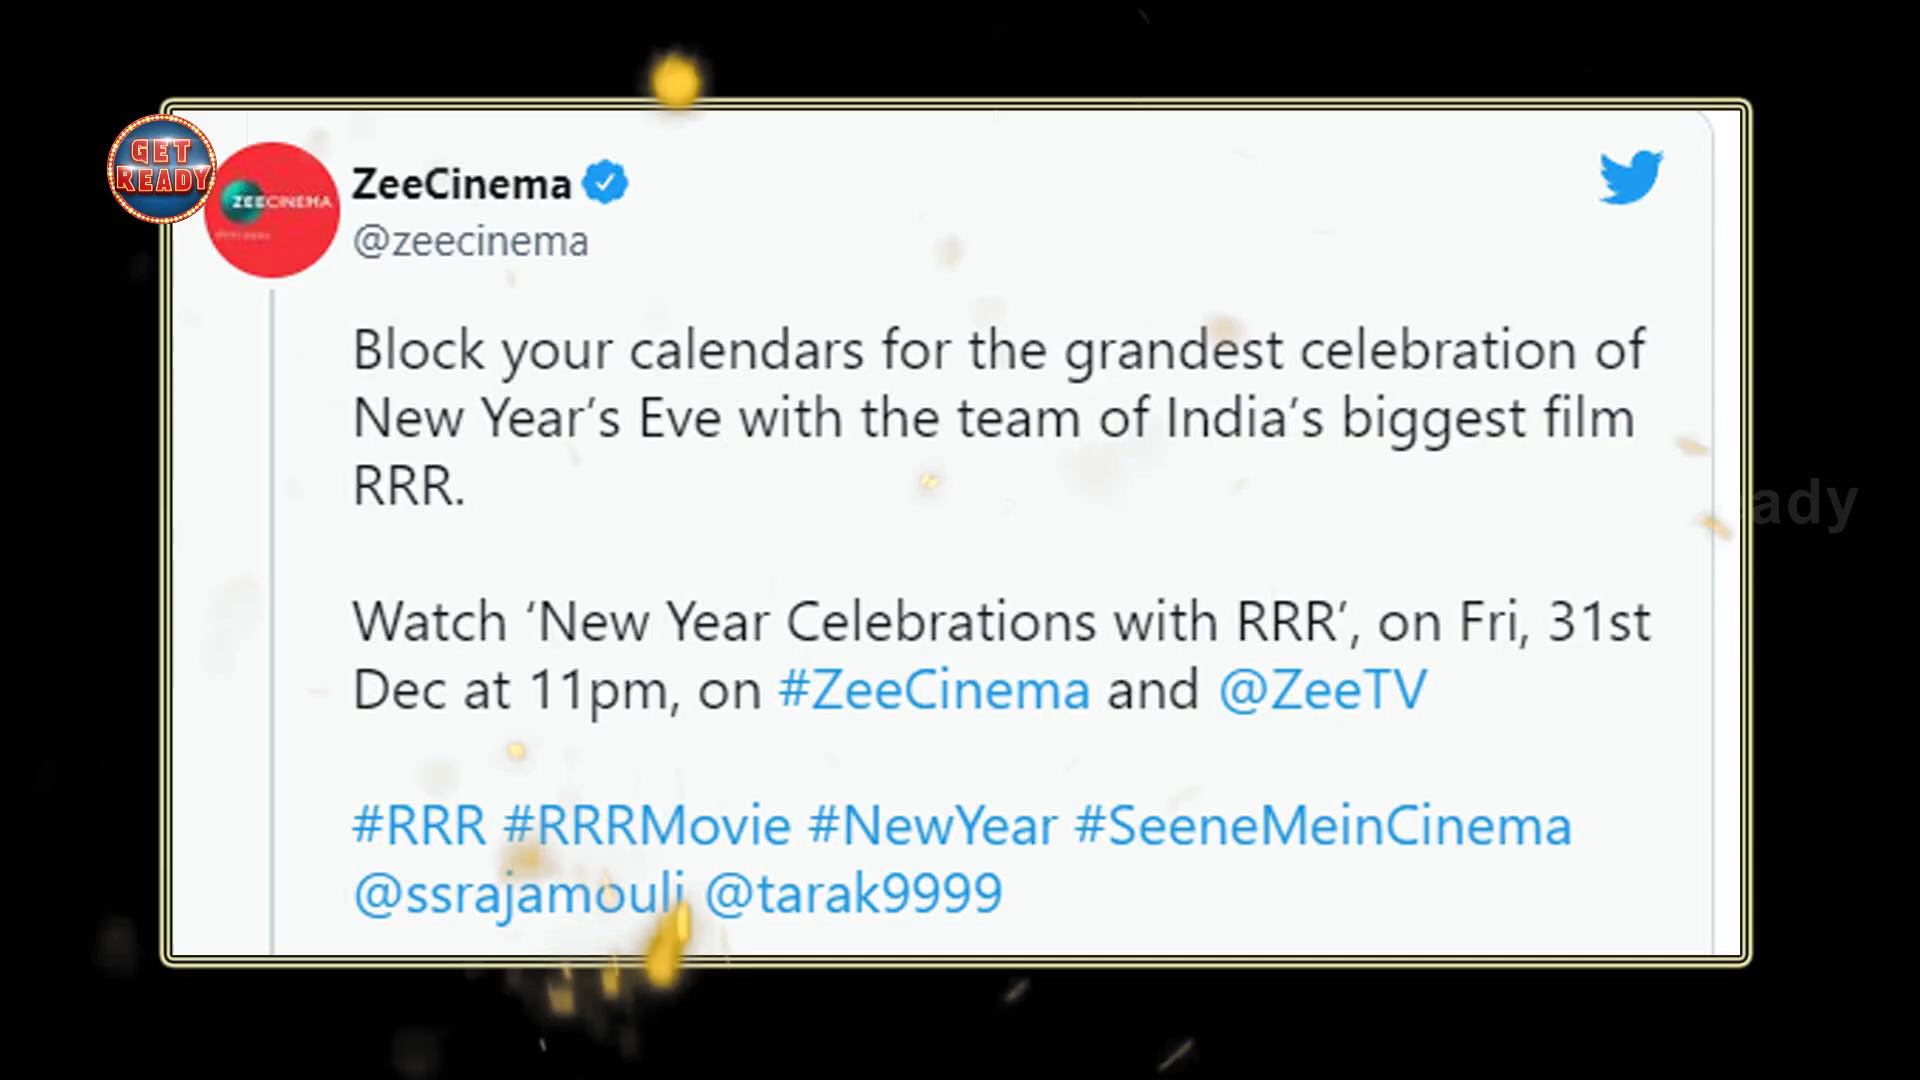 GET
READY
ZEECINEMA
ZeeCinema
@zeecinema
Block your calendars for the grandest celebration of
New Year’s Eve with the team of India’s biggest film
RRR.
Watch ‘New Year Celebrations with RRR’, on Fri, 31st
Dec at 11pm, on #ZeeCinema and @ZeeTV
#RRR #RRRMovie #NewYear #SeeneMeinCinema
@ssrajamouli @tarak9999
ady